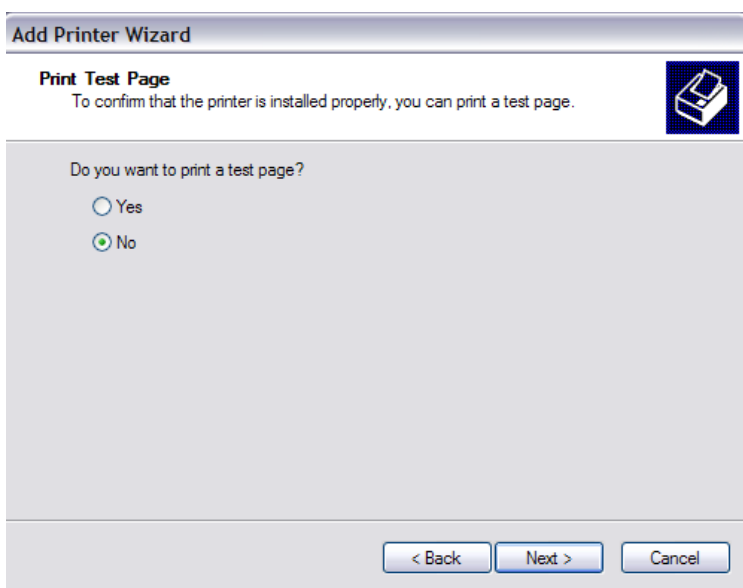 Add Printer Wizard
Print Test Page
To confirm that the printer is installed properly, you can print a test page.
Do you want to print a test page?
Yes
No
< Back Next > Cancel